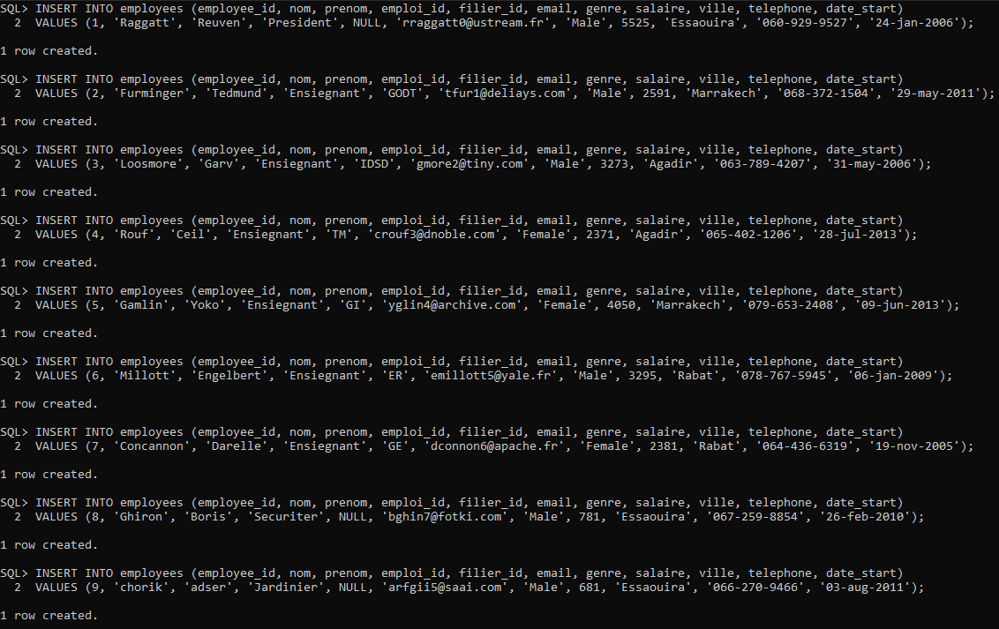 SQL> INSERT INTO employees (employee_id, nom, prenom, emploi_id, filier_id, email, genre, salaire, ville, telephone, date_start)
2 VALUES (1, 'Raggatt', 'Reuven', 'President', NULL, 'rraggatt0@ustream.fr', 'Male', 5525, 'Essaouira', '060-929-9527', '24-jan-2006');
1 row created.
SQL> INSERT INTO employees (employee_id, nom, prenom, emploi_id, filier_id, email, genre, salaire, ville, telephone, date_start)
2 VALUES (2, 'Furminger', 'Tedmund', 'Ensiegnant', 'GODT', 'tfur1@deliays.com', 'Male', 2591, 'Marrakech', '068-372-1504', '29-may-2011');
1 row created.
SQL> INSERT INTO employees (employee_id, nom, prenom, emploi_id, filier_id, email, genre, salaire, ville, telephone, date_start)
2 VALUES (3, 'Loosmore', 'Garv', 'Ensiegnant', 'IDSD', 'gmore2@tiny.com', 'Male', 3273, 'Agadir', '063-789-4207', '31-may-2006');
1 row created.
SQL> INSERT INTO employees (employee_id, nom, prenom, emploi_id, filier_id, email, genre, salaire, ville, telephone, date_start)
2 VALUES (4, 'Rouf', 'Ceil', 'Ensiegnant', 'TM', 'crouf3@dnoble.com', 'Female', 2371, 'Agadir', '065-402-1206', '28-jul-2013');
1 row created.
SQL> INSERT INTO employees (employee_id, nom, prenom, emploi_id, filier_id, email, genre, salaire, ville, telephone, date_start)
2 VALUES (5, 'Gamlin', 'Yoko', 'Ensiegnant', 'GI', 'yglin4@archive.com', 'Female', 4050, 'Marrakech', '079-653-2408', '09-jun-2013');
1 row created.
SQL> INSERT INTO employees (employee_id, nom, prenom, emploi_id, filier_id, email, genre, salaire, ville, telephone, date_start)
2 VALUES (6, 'Millott', 'Engelbert', 'Ensiegnant', 'ER', 'emillott5@yale.fr', 'Male', 3295, 'Rabat', '078-767-5945', '06-jan-2009');
1 row created.
SQL> INSERT INTO employees (employee_id, nom, prenom, emploi_id, filier_id, email, genre, salaire, ville, telephone, date_start)
2 VALUES (7, 'Concannon', 'Darelle', 'Ensiegnant', 'GE', 'dconnon6@apache.fr', 'Female', 2381, 'Rabat', '064-436-6319', '19-nov-2005');
1 row created.
SQL> INSERT INTO employees (employee_id, nom, prenom, emploi_id, filier_id, email, genre, salaire, ville, telephone, date_start)
2 VALUES (8, 'Ghiron', 'Boris', 'Securiter', NULL, 'bghin7@fotki.com', 'Male', 781, 'Essaouira', '067-259-8854', '26-feb-2010');
1 row created.
SQL> INSERT INTO employees (employee_id, nom, prenom, emploi_id, filier_id, email, genre, salaire, ville, telephone, date_start)
2 VALUES (9, 'chorik', 'adser', 'Jardinier', NULL, 'arfgii5@saai.com', 'Male', 681, 'Essaouira', '066-270-9466', '03-aug-2011');
1 row created.